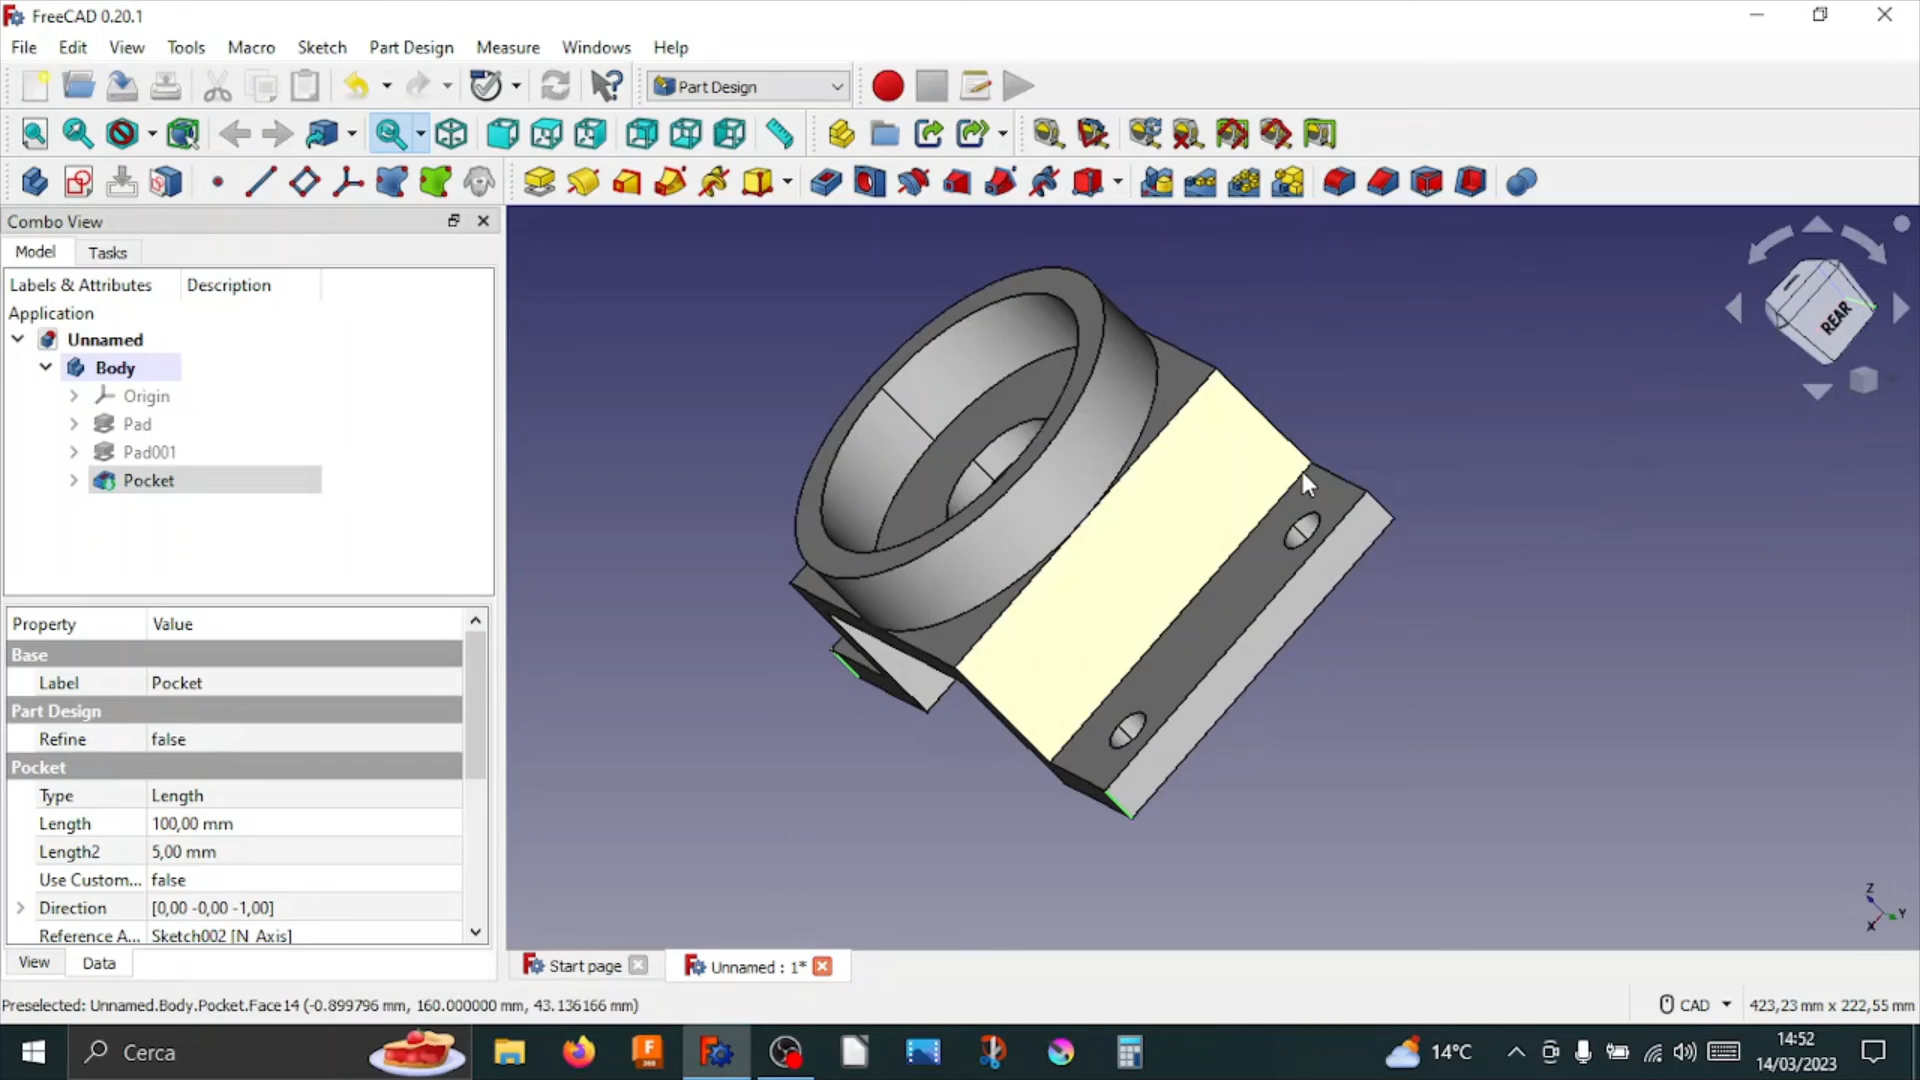 FreeCAD 0.20.1
File Edit View Tools Macro Sketch Part Design Measure Windows Help
Part Design
Combo View
Model Tasks
Labels & Attributes Description
Application
Unnamed
Body
Origin
Pad
Pad001
Pocket
REAR
Property Value
Base
Label Pocket
Part Design
Refine false
Pocket
Type Length
Length 100,00 mm
Length2 5,00 mm
Use Custom... false
Direction [0,00 -0,00 -1,00]
Reference A... Sketch002 [N_Axis]
Z
Y
X
View Data
Start page Unnamed : 1*
Preselected: Unnamed.Body.Pocket.Face14 (-0.899796 mm, 160.000000 mm, 43.136166 mm)
CAD 423,23 mm x 222,55 mm
Cerca
F
360
14°C
14:52
14/03/2023